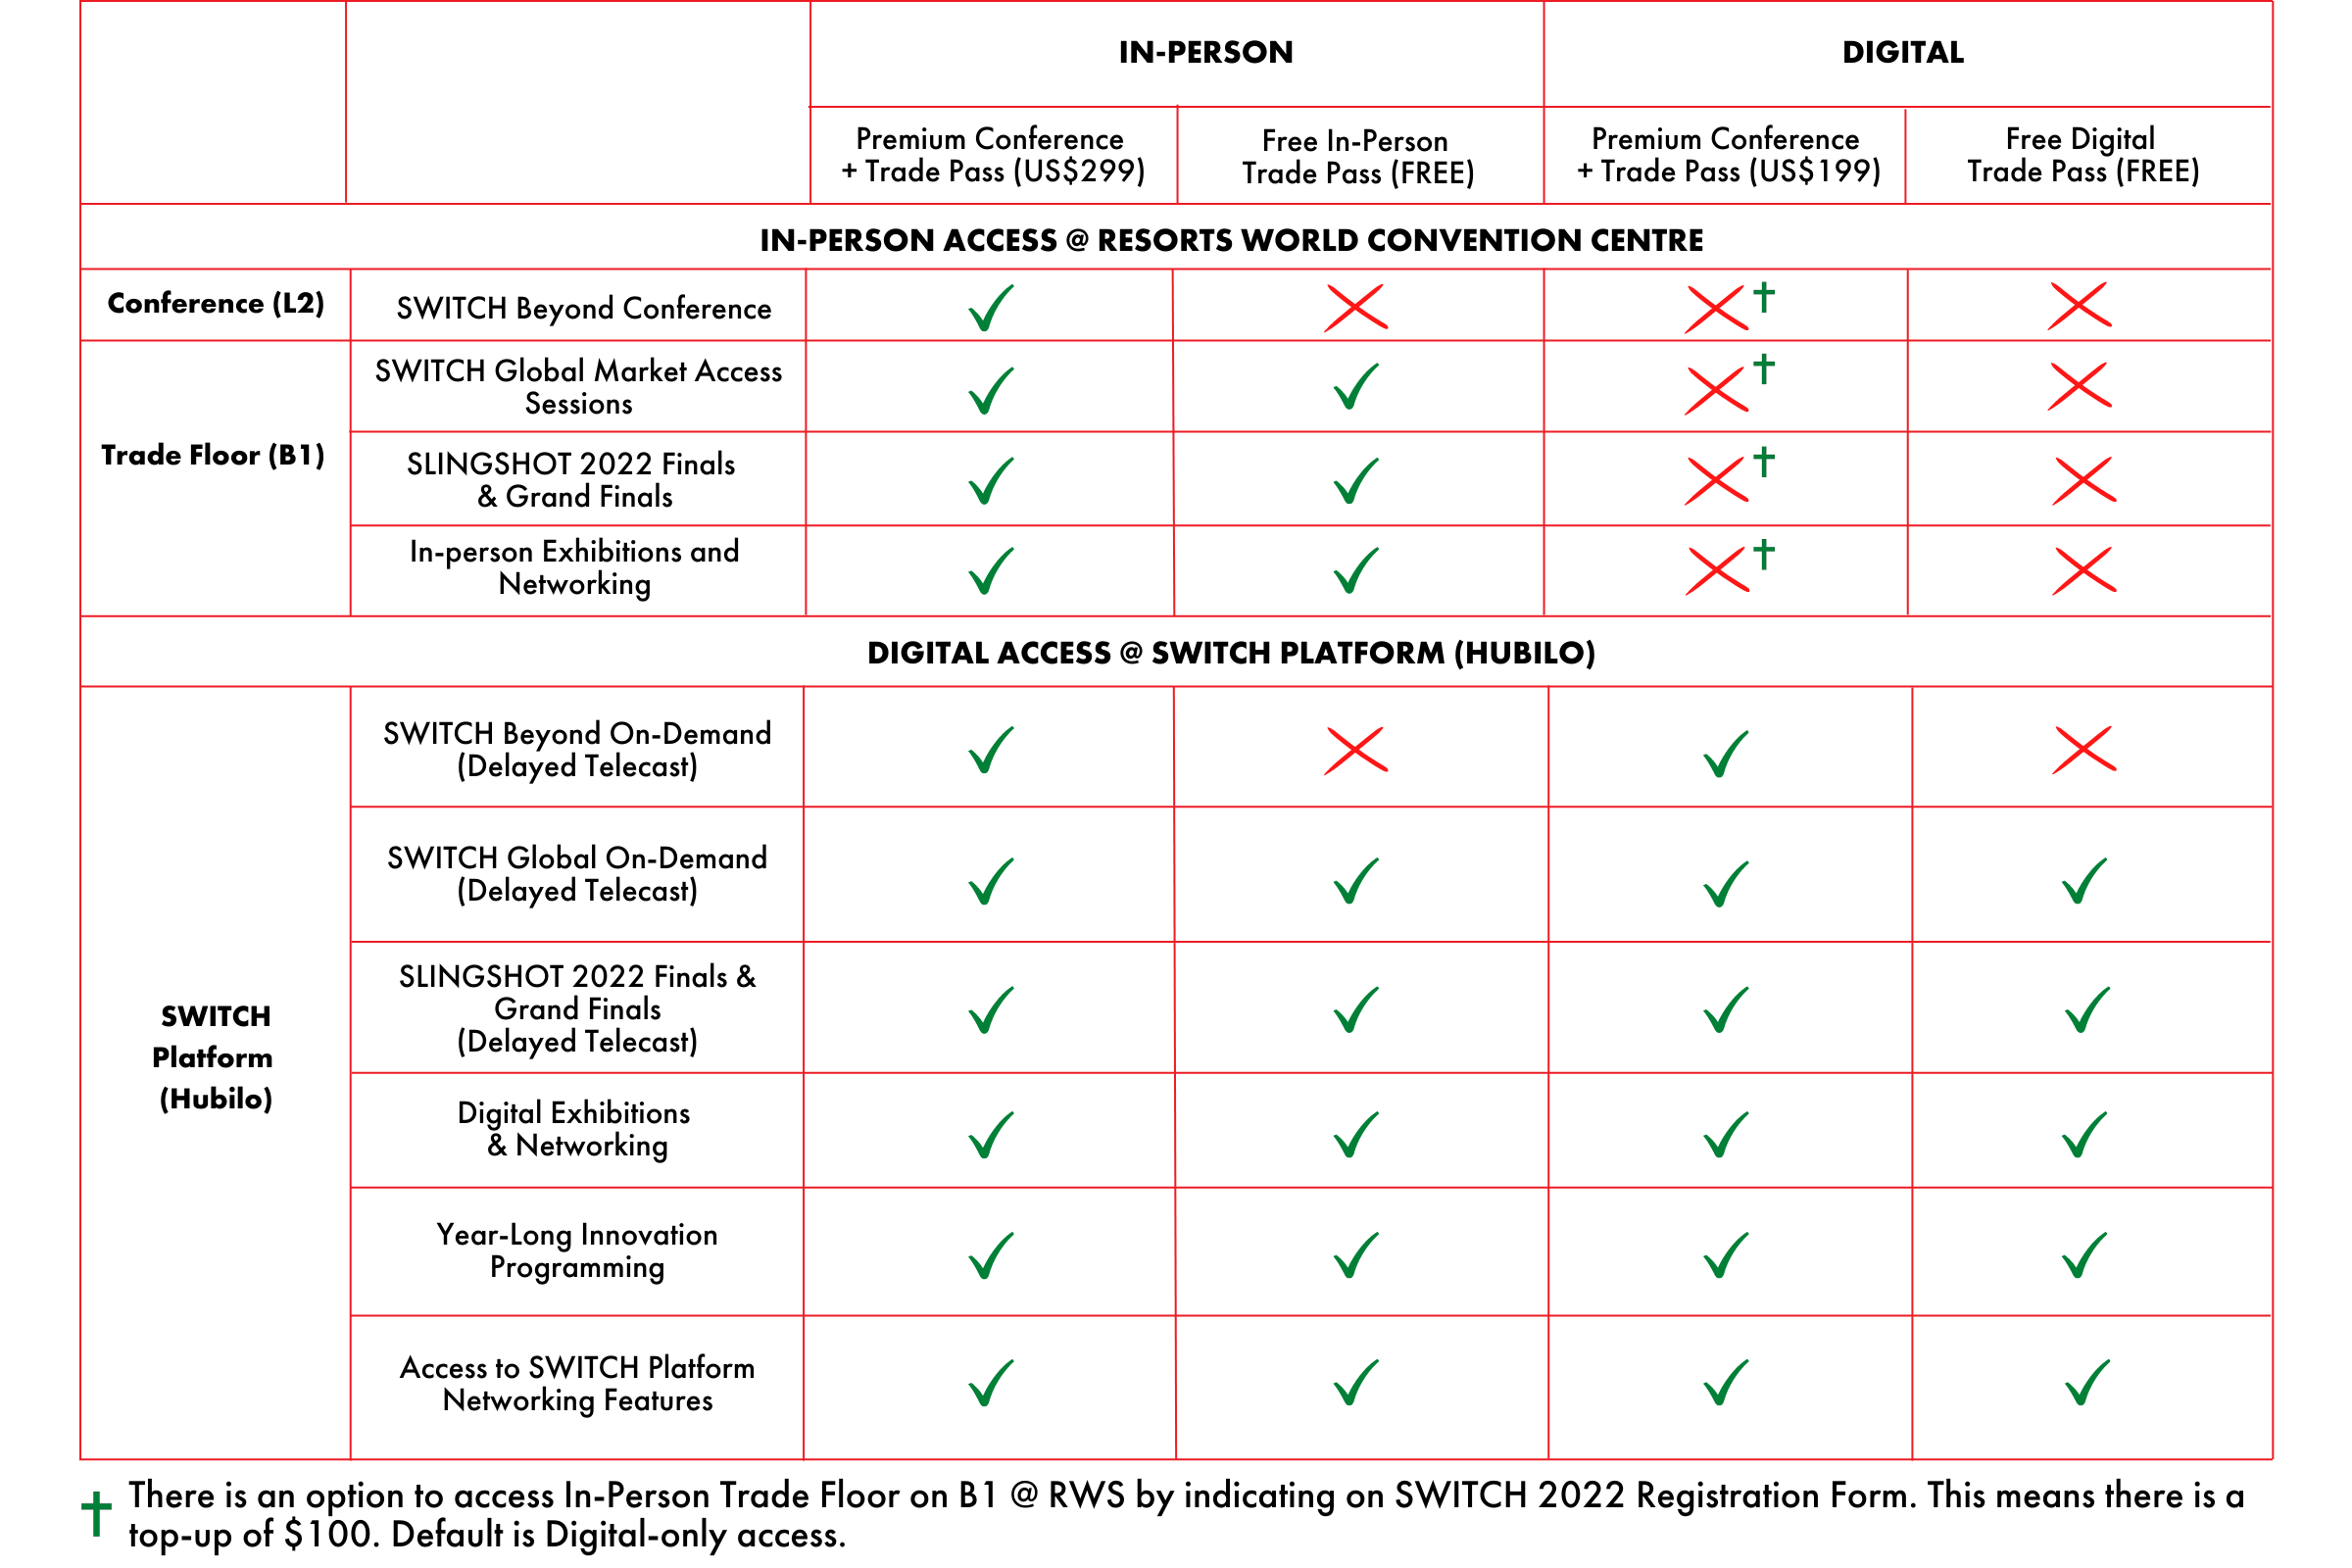 IN-PERSON
DIGITAL
Premium Conference
+ Trade Pass (US$299)
Free In-Person
Trade Pass (FREE)
Premium Conference
+ Trade Pass (US$199)
Free Digital
Trade Pass (FREE)
IN-PERSON ACCESS @ RESORTS WORLD CONVENTION CENTRE
Conference (L2)
SWITCH Beyond Conference
†
Trade Floor (B1)
SWITCH Global Market Access
Sessions
†
SLINGSHOT 2022 Finals
& Grand Finals
†
In-person Exhibitions and
Networking
†
DIGITAL ACCESS @ SWITCH PLATFORM (HUBILO)
SWITCH
Platform
(Hubilo)
SWITCH Beyond On-Demand
(Delayed Telecast)
SWITCH Global On-Demand
(Delayed Telecast)
SLINGSHOT 2022 Finals &
Grand Finals
(Delayed Telecast)
Digital Exhibitions
& Networking
Year-Long Innovation
Programming
Access to SWITCH Platform
Networking Features
† There is an option to access In-Person Trade Floor on B1 @ RWS by indicating on SWITCH 2022 Registration Form. This means there is a
top-up of $100. Default is Digital-only access.